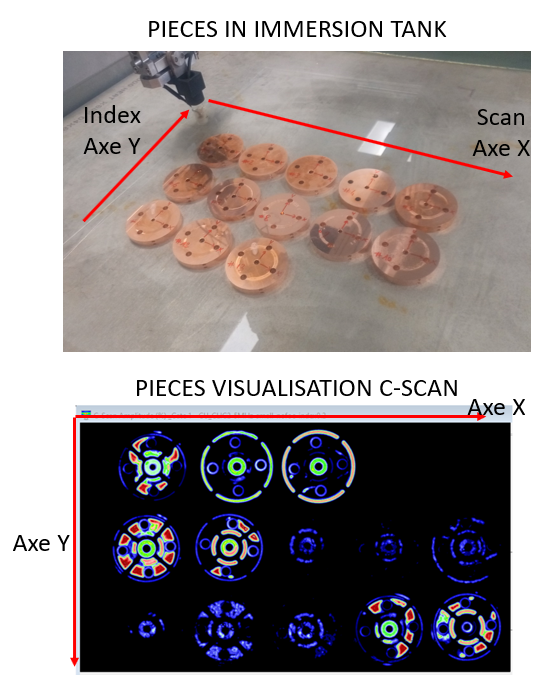 PIECES IN IMMERSION TANK
Index
Axe Y
Scan
Axe X
PIECES VISUALISATION C-SCAN
Axe X
Axe Y